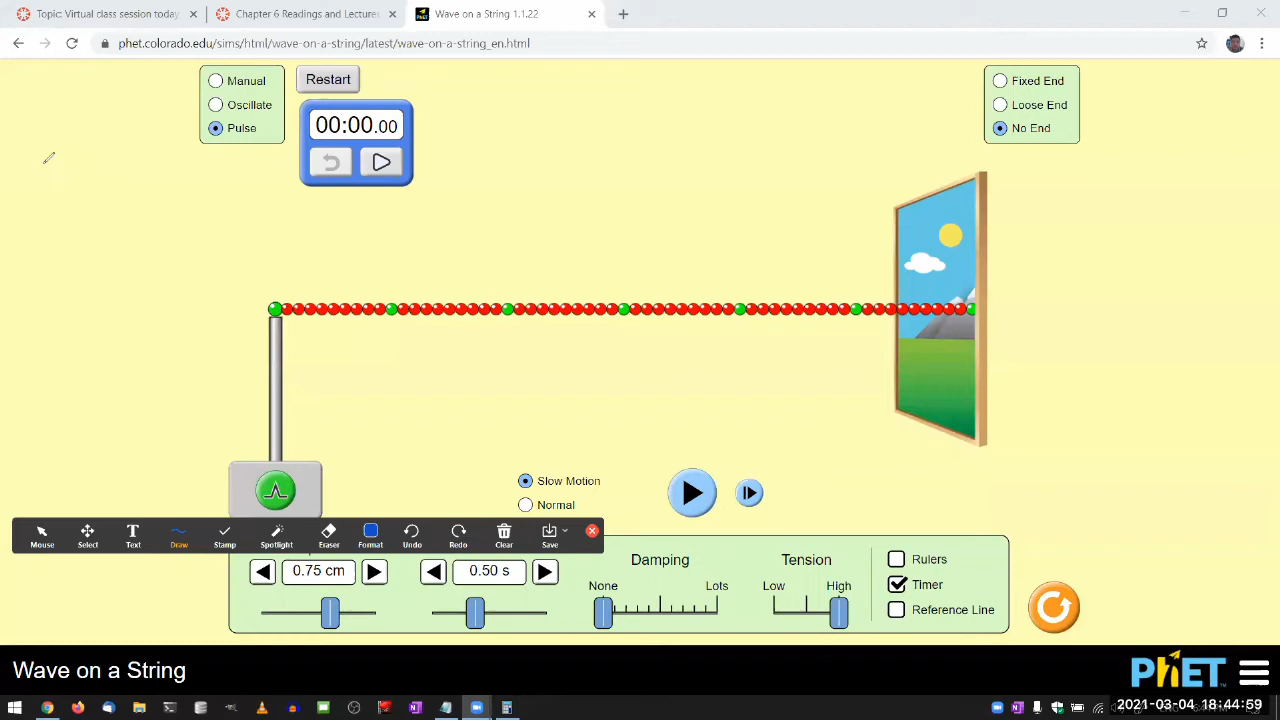 Topic: Virtual class session today
Chapter 6 Readings and Lectures
Wave on a String 1.1.22
phet.colorado.edu/sims/html/wave-on-a-string/latest/wave-on-a-string_en.html
Manual
Oscillate
Pulse
Restart
00:00.00
Fixed End
Loose End
No End
Slow Motion
Normal
Mouse
Select
Text
Draw
Stamp
Spotlight
Eraser
Format
Undo
Redo
Clear
Save
0.75 cm
0.50 s
Damping
None
Lots
Tension
Low
High
Rulers
Timer
Reference Line
Wave on a String
PhET
2021-03-04 18:44:59